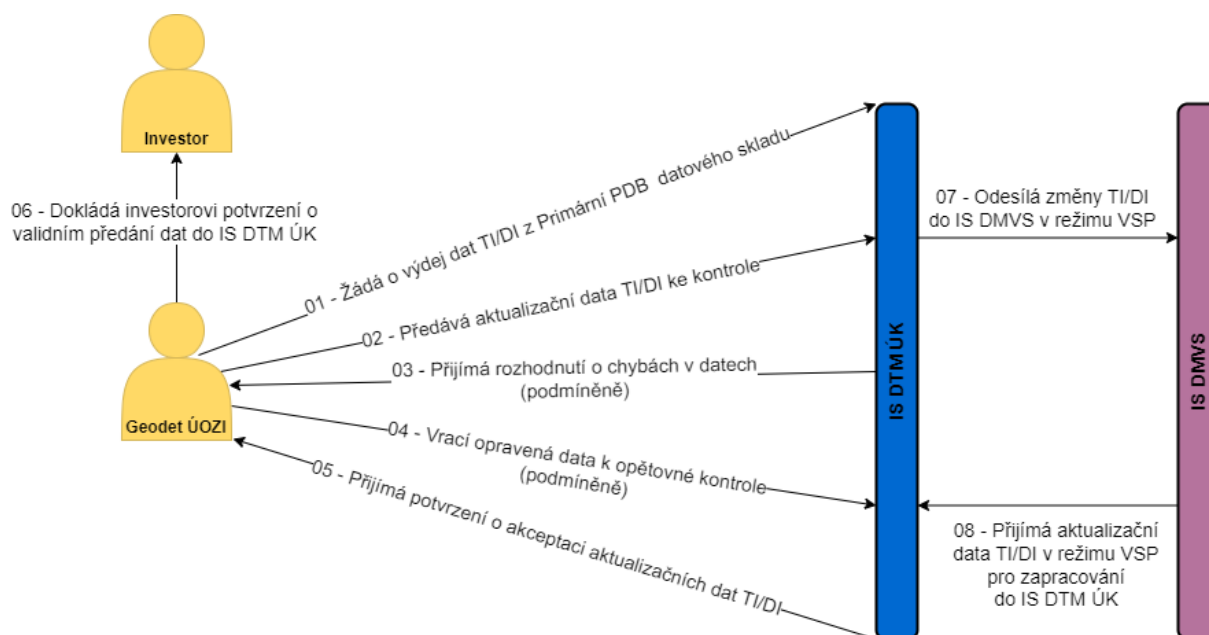 Investor
06 - Dokládá investorovi potvrzení o
validním předání dat do IS DTM ÚK
01 - Žádá o výdej dat TI/DI z Primární PDB datového skladu
02 - Předává aktualizační data TI/DI ke kontrole
03 - Přijímá rozhodnutí o chybách v datech
(podmíněně)
Geodet ÚOZI
04 - Vrací opravená data k opětovné kontrole
(podmíněně)
05 - Přijímá potvrzení o akceptaci aktualizačních dat TI/DI
IS DTM ÚK
07 - Odesílá změny TI/DI
do IS DMVS v režimu VSP
IS DMVS
08 - Přijímá aktualizační
data TI/DI v režimu VSP
pro zapracování
do IS DTM ÚK